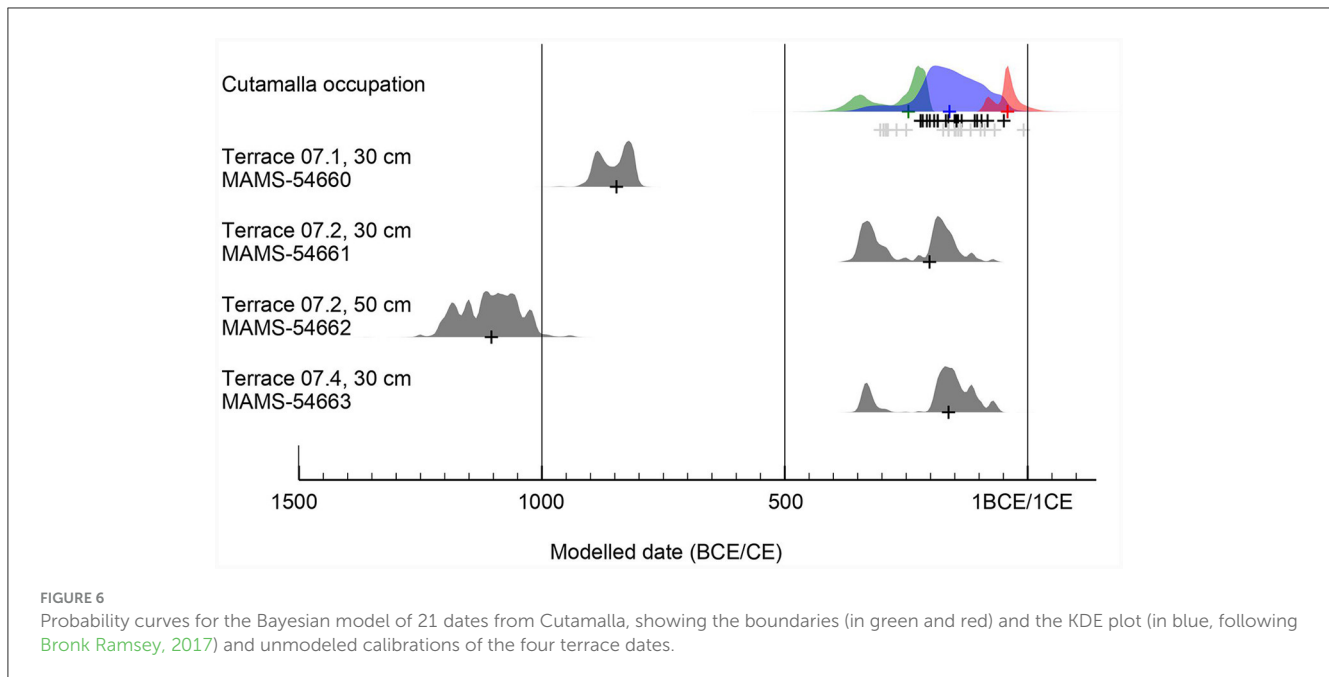 Cutamalla occupation
Terrace 07.1, 30 cm
MAMS-54660
Terrace 07.2, 30 cm
MAMS-54661
Terrace 07.2, 50 cm
MAMS-54662
Terrace 07.4, 30 cm
MAMS-54663
1500 1000 500 1BCE/1CE
Modelled date (BCE/CE)
FIGURE 6
Probability curves for the Bayesian model of 21 dates from Cutamalla, showing the boundaries (in green and red) and the KDE plot (in blue, following
Bronk Ramsey, 2017) and unmodeled calibrations of the four terrace dates.